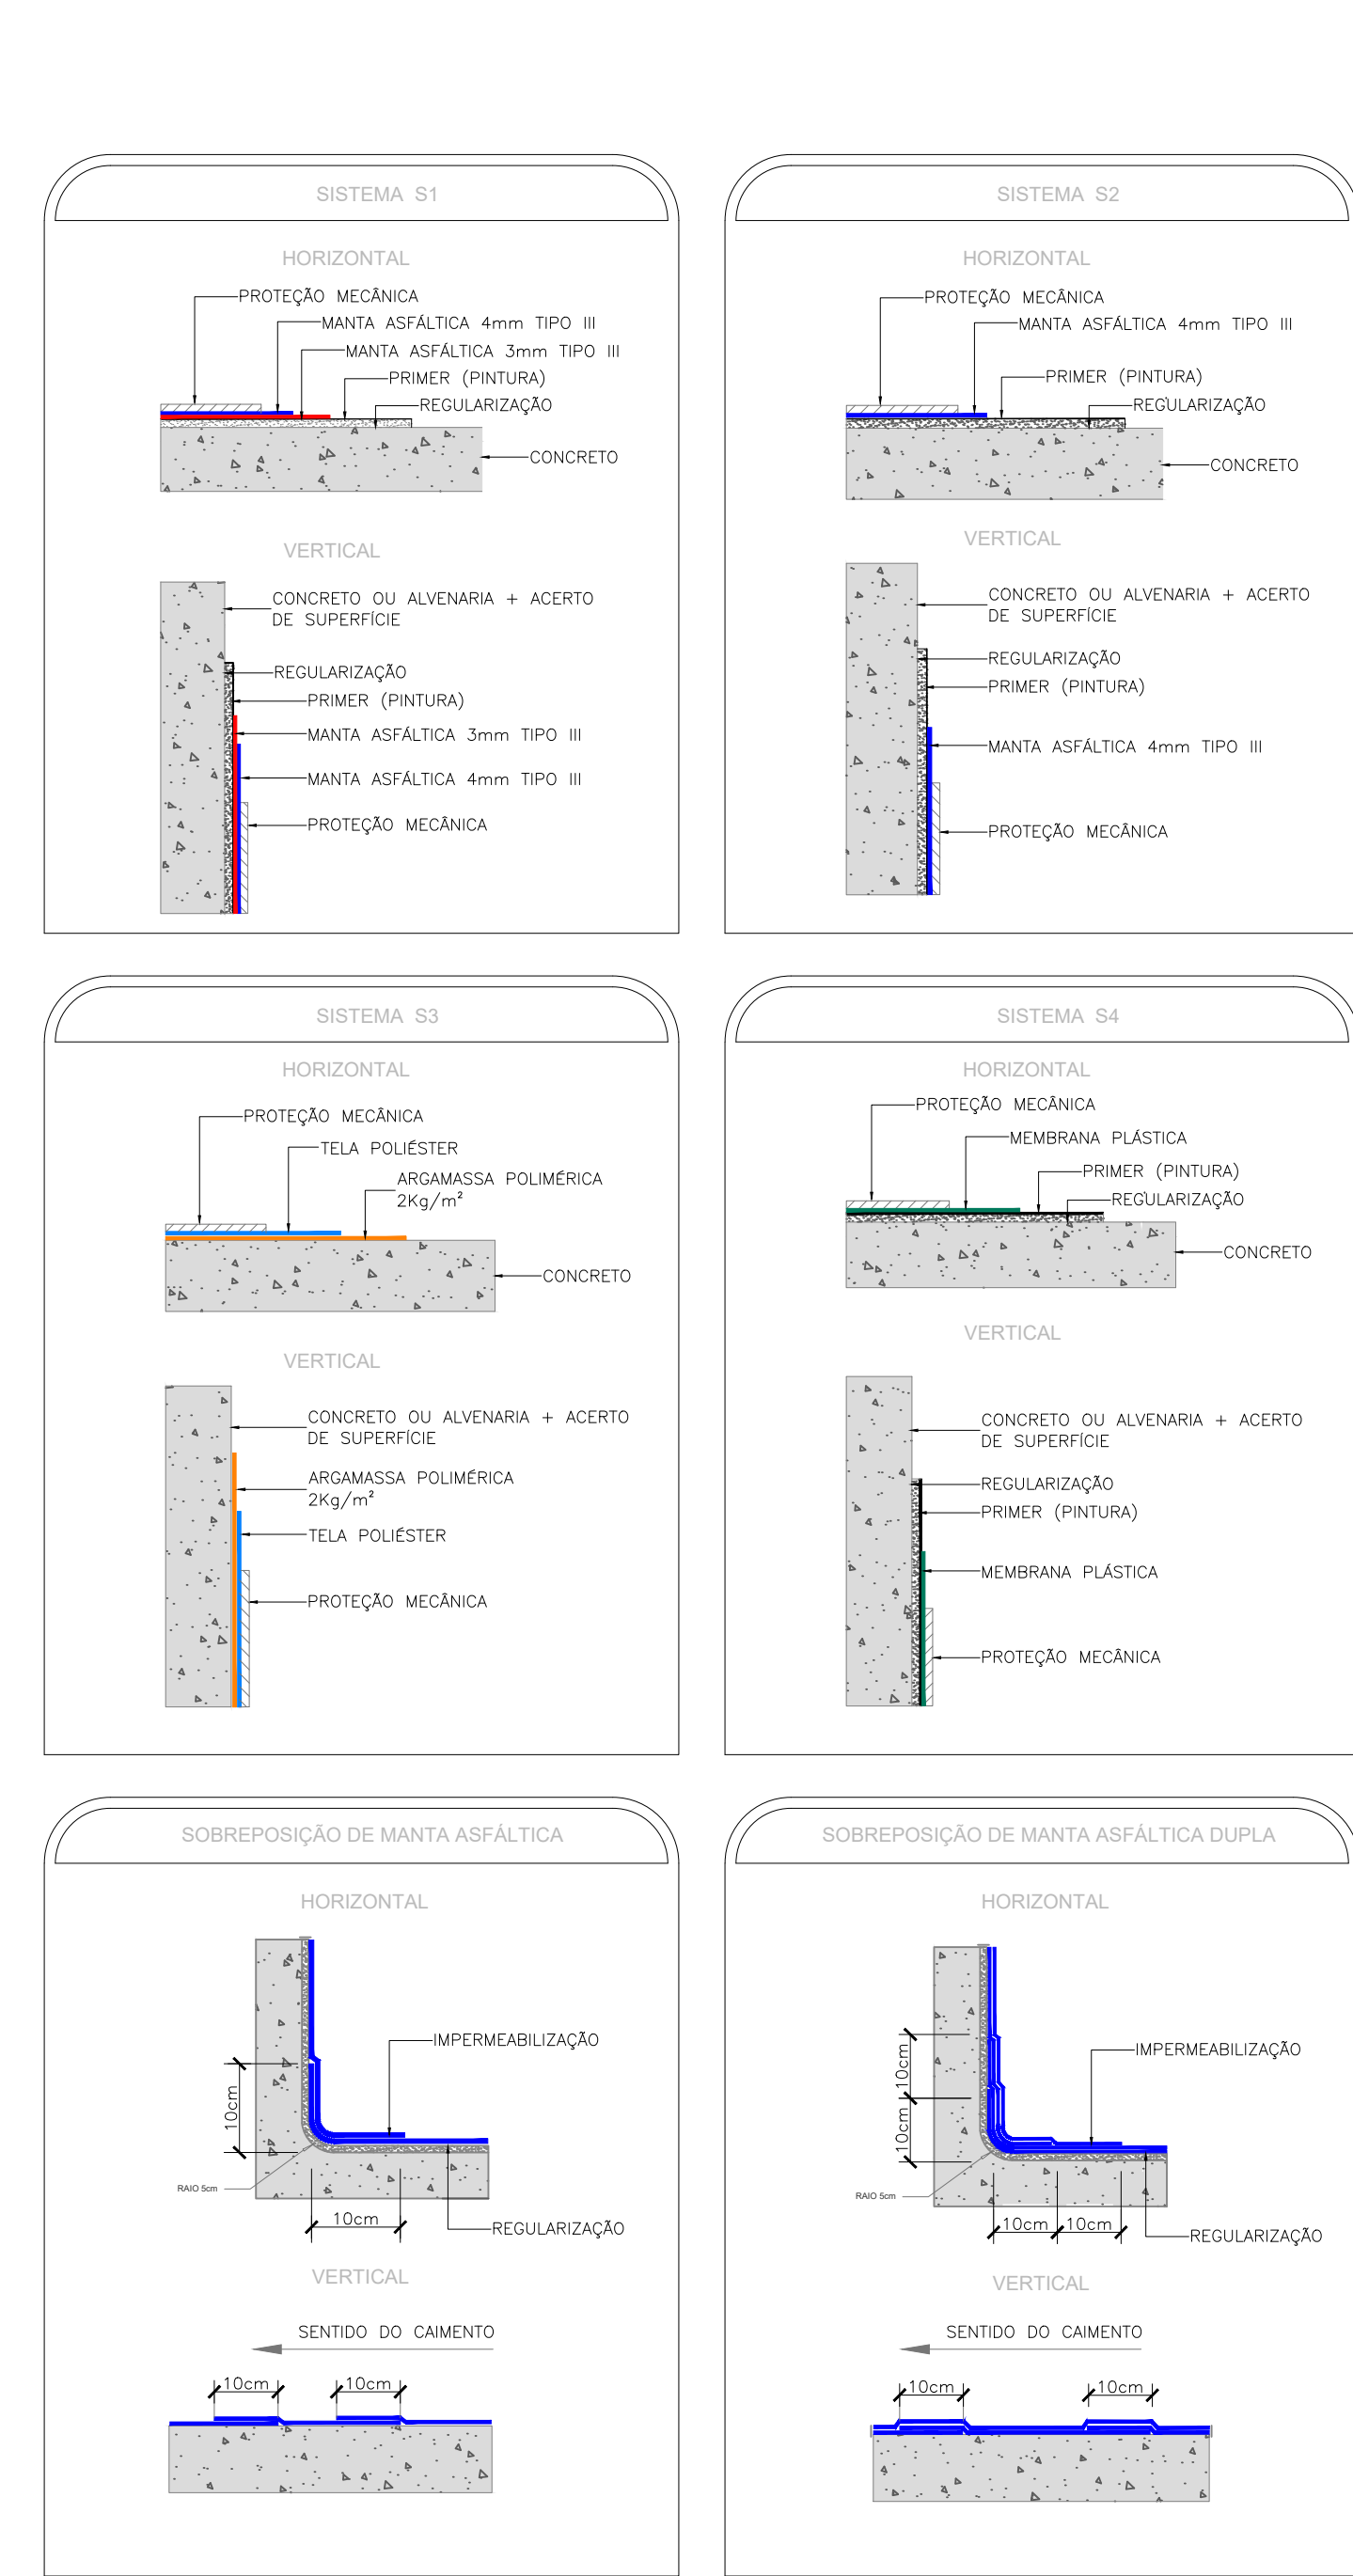 SISTEMA S1
HORIZONTAL
PROTEÇÃO MECÂNICA
MANTA ASFÁLTICA 4mm TIPO III
MANTA ASFÁLTICA 3mm TIPO III
PRIMER (PINTURA)
REGULARIZAÇÃO
CONCRETO
VERTICAL
CONCRETO OU ALVENARIA + ACERTO
DE SUPERFÍCIE
REGULARIZAÇÃO
PRIMER (PINTURA)
MANTA ASFÁLTICA 3mm TIPO III
MANTA ASFÁLTICA 4mm TIPO III
PROTEÇÃO MECÂNICA
SISTEMA S2
HORIZONTAL
PROTEÇÃO MECÂNICA
MANTA ASFÁLTICA 4mm TIPO III
PRIMER (PINTURA)
REGULARIZAÇÃO
CONCRETO
VERTICAL
CONCRETO OU ALVENARIA + ACERTO
DE SUPERFÍCIE
REGULARIZAÇÃO
PRIMER (PINTURA)
MANTA ASFÁLTICA 4mm TIPO III
PROTEÇÃO MECÂNICA
SISTEMA S3
HORIZONTAL
PROTEÇÃO MECÂNICA
TELA POLIÉSTER
ARGAMASSA POLIMÉRICA
2Kg/m²
CONCRETO
VERTICAL
CONCRETO OU ALVENARIA + ACERTO
DE SUPERFÍCIE
ARGAMASSA POLIMÉRICA
2Kg/m²
TELA POLIÉSTER
PROTEÇÃO MECÂNICA
SISTEMA S4
HORIZONTAL
PROTEÇÃO MECÂNICA
MEMBRANA PLÁSTICA
PRIMER (PINTURA)
REGULARIZAÇÃO
CONCRETO
VERTICAL
CONCRETO OU ALVENARIA + ACERTO
DE SUPERFÍCIE
REGULARIZAÇÃO
PRIMER (PINTURA)
MEMBRANA PLÁSTICA
PROTEÇÃO MECÂNICA
SOBREPOSIÇÃO DE MANTA ASFÁLTICA
HORIZONTAL
IMPERMEABILIZAÇÃO
10cm
RAIO 5cm
10cm
REGULARIZAÇÃO
VERTICAL
SENTIDO DO CAIMENTO
10cm 10cm
SOBREPOSIÇÃO DE MANTA ASFÁLTICA DUPLA
HORIZONTAL
10cm
IMPERMEABILIZAÇÃO
10cm
RAIO 5cm
10cm 10cm
REGULARIZAÇÃO
VERTICAL
SENTIDO DO CAIMENTO
10cm 10cm